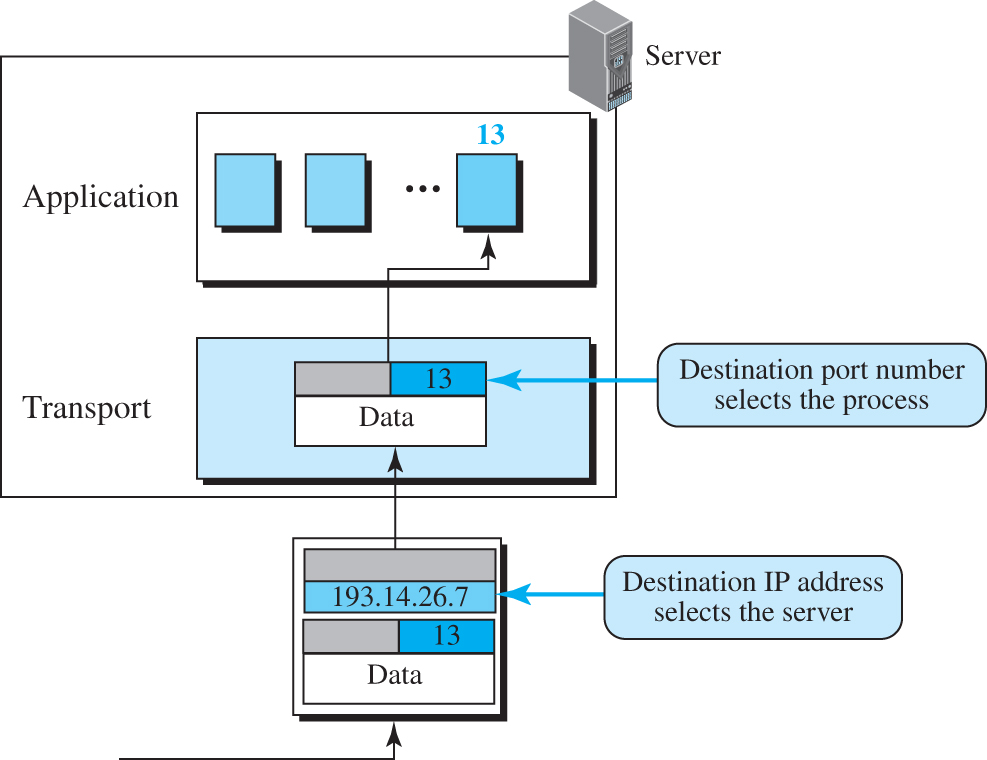 Server
13
Application
...
13
Destination port number
selects the process
Transport
Data
193.14.26.7
Destination IP address
selects the server
13
Data